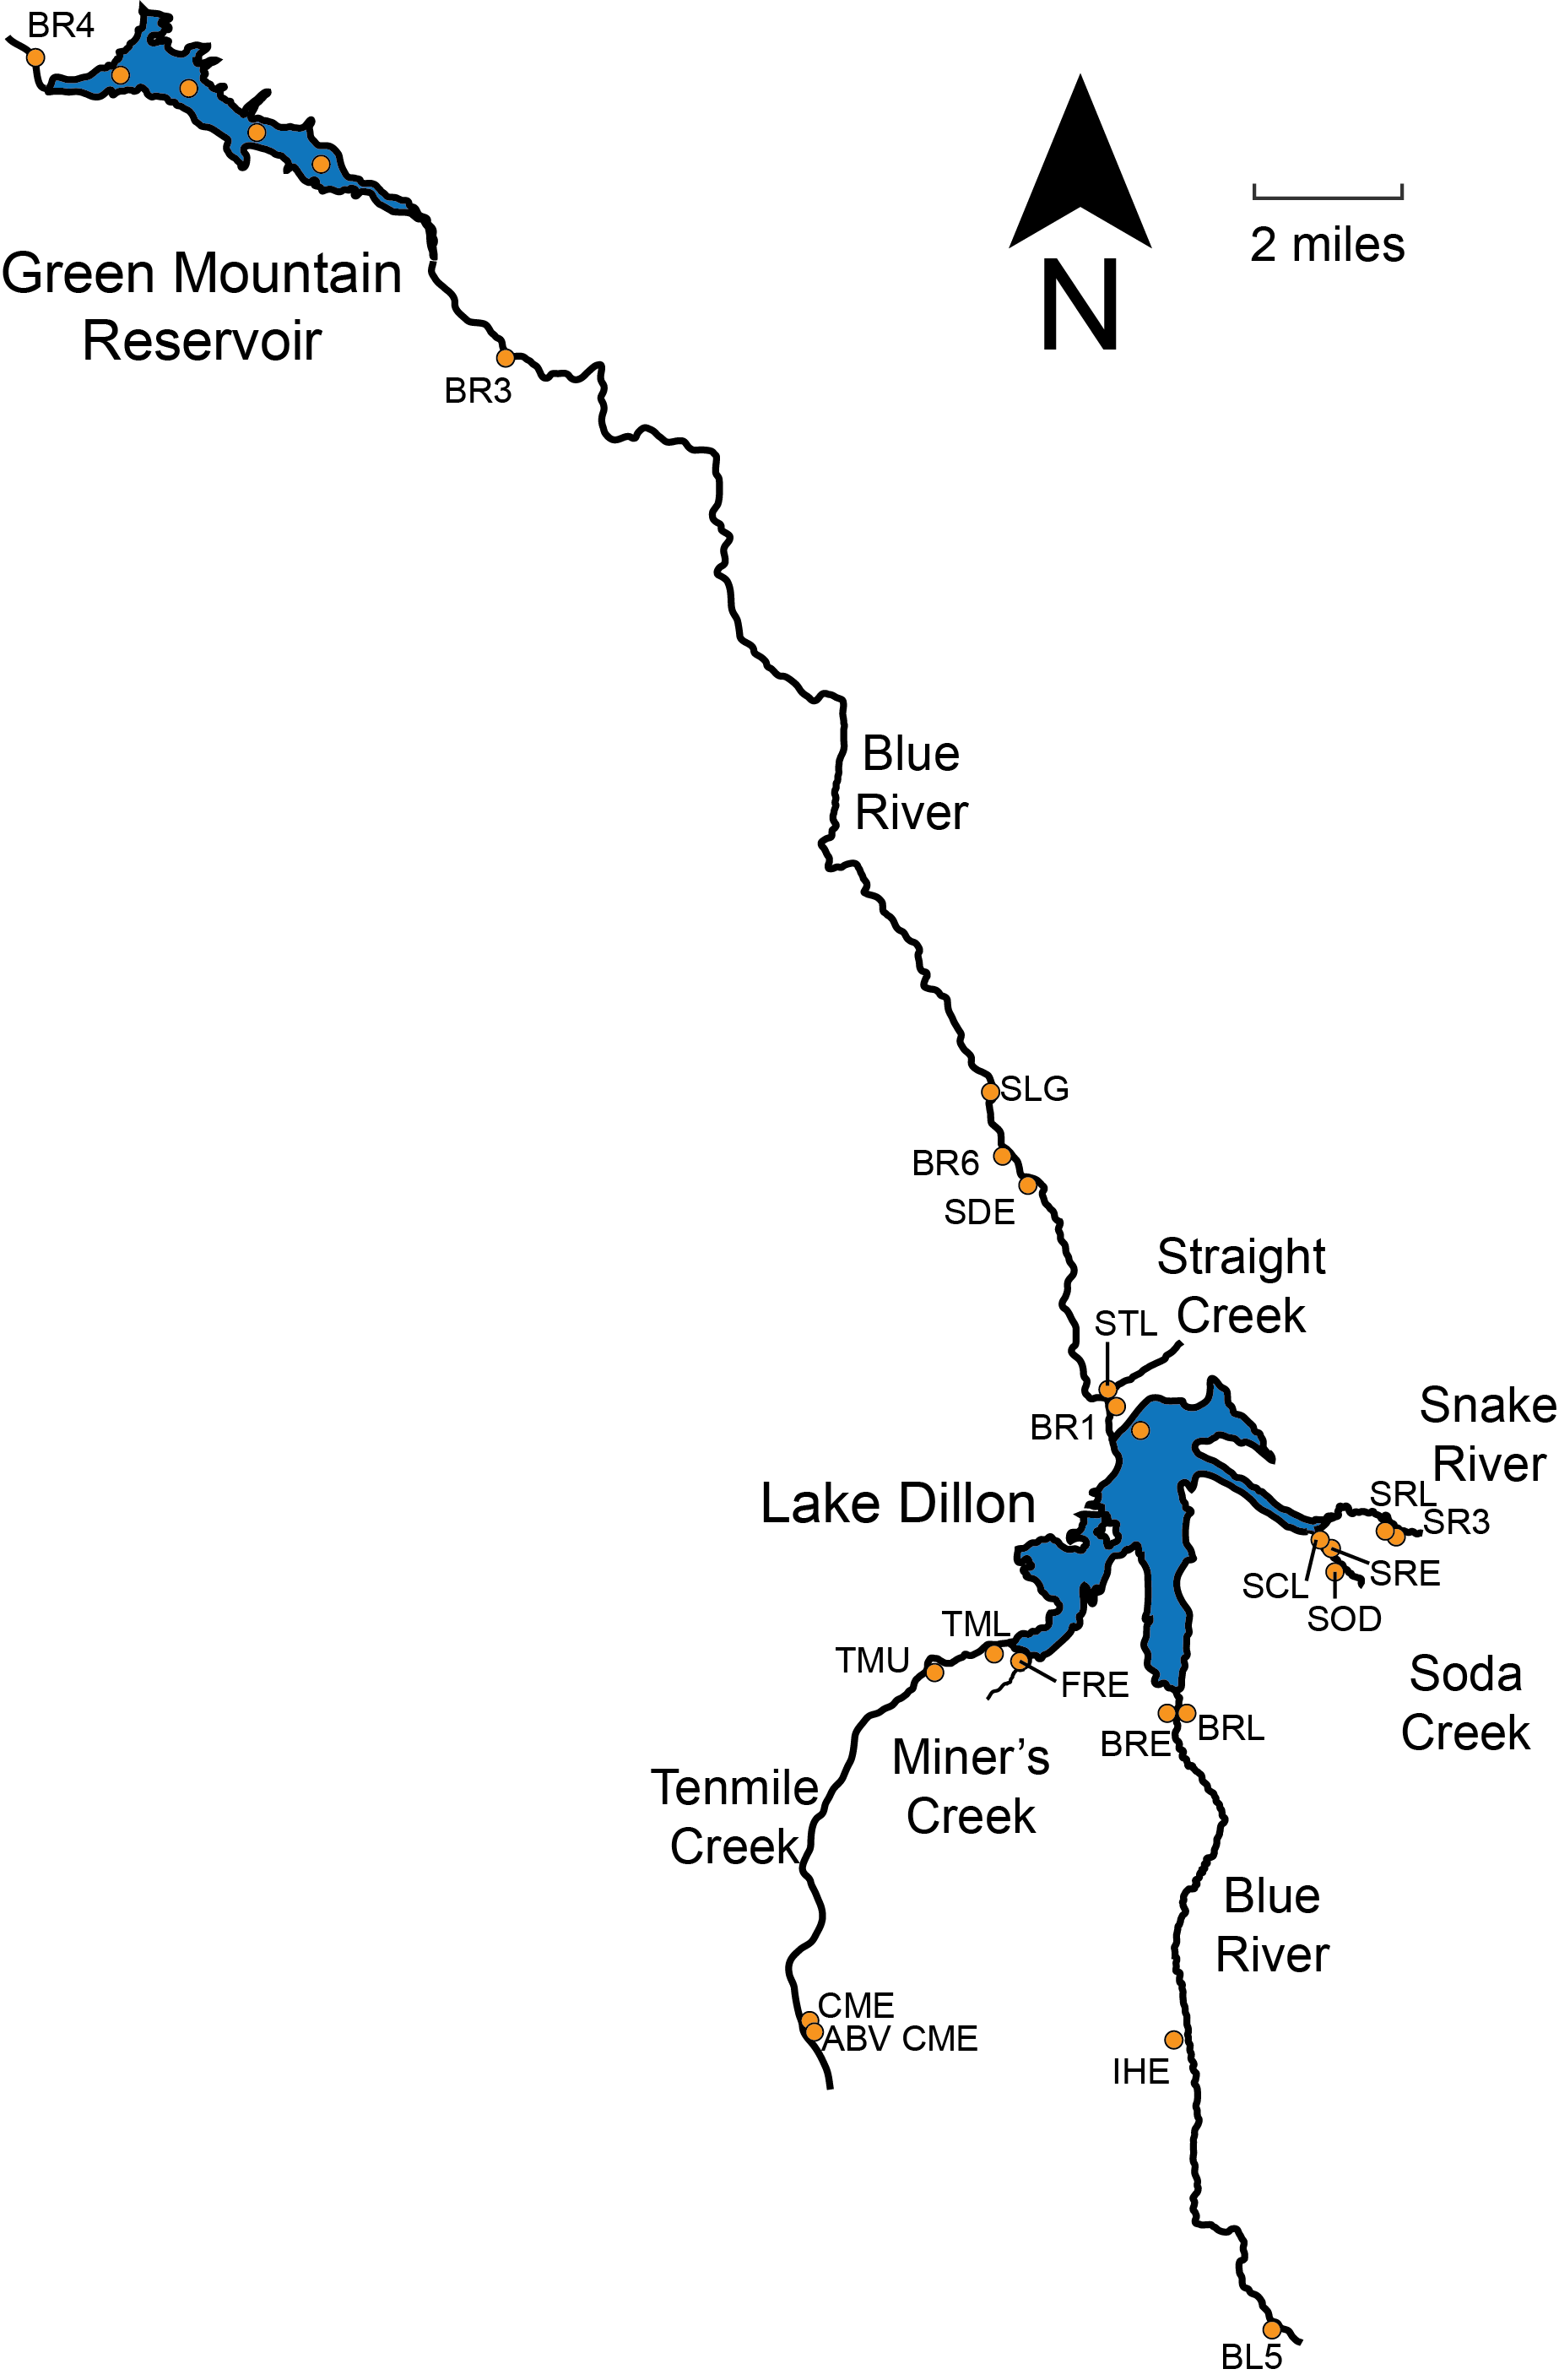 BR4
N
2 miles
Green Mountain
Reservoir
BR3
Blue
River
SLG
BR6
SDE
Straight
Creek
STL
BR1
Snake
River
Lake Dillon
SRL
SR3
SCL
SRE
SOD
TML
TMU
FRE
Soda
Creek
BRE
BRL
Miner’s
Creek
Tenmile
Creek
Blue
River
CME
ABV CME
IHE
BL5